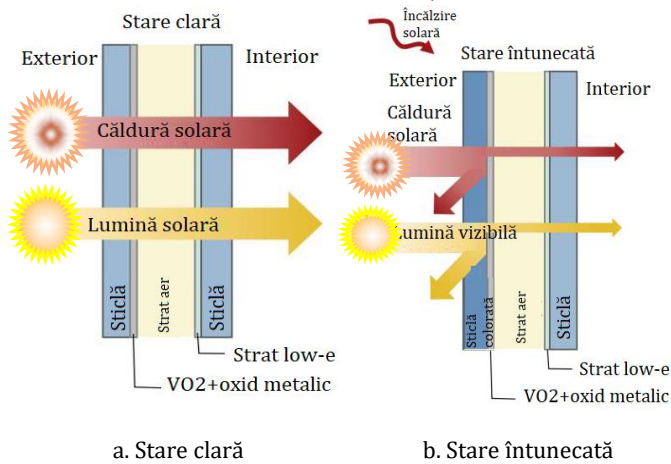 Stare clară
Exterior
Interior
Căldură solară
Lumină solară
Sticlă
Strat aer
Sticlă
Strat low-e
VO2+oxid metalic
a. Stare clară
Încălzire
solară
Stare întunecată
Exterior
Interior
Căldură
solară
Lumină vizibilă
Sticlă
colorată
Strat aer
Sticlă
Strat low-e
VO2+oxid metalic
b. Stare întunecată